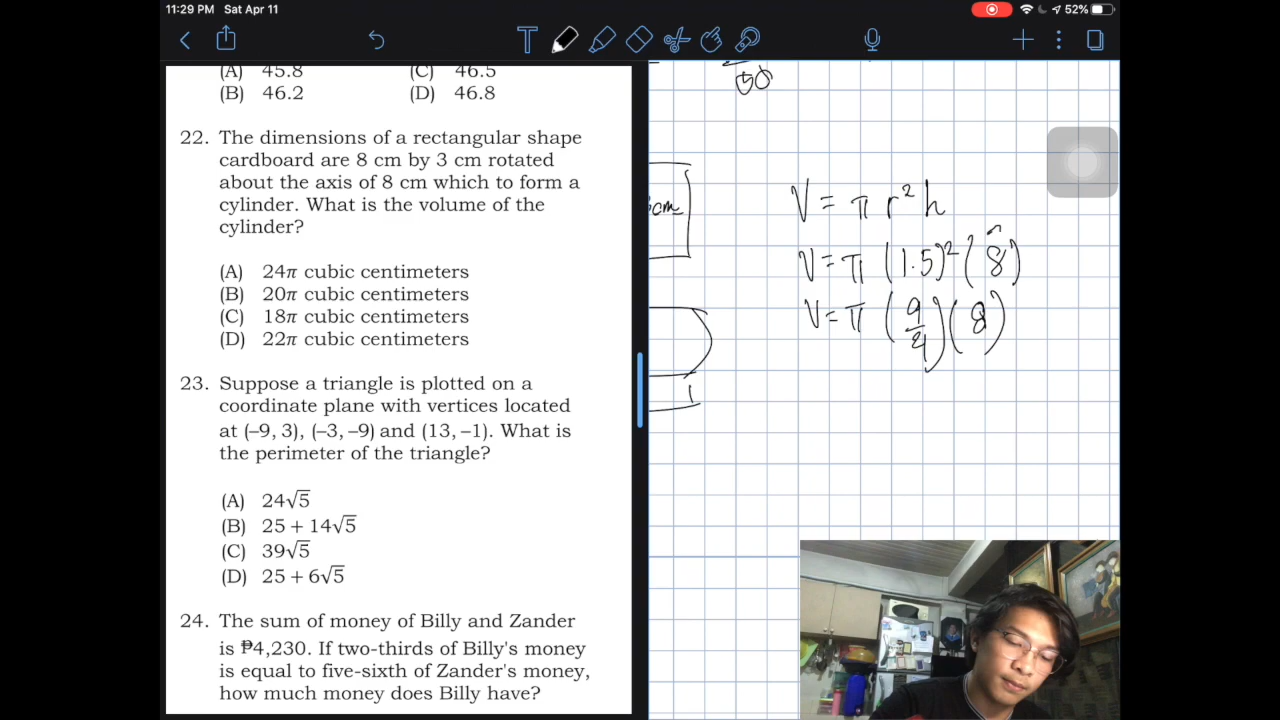 11:29 PM Sat Apr 11
52%
(A) 45.8 (C) 46.5
(B) 46.2 (D) 46.8
22. The dimensions of a rectangular shape
cardboard are 8 cm by 3 cm rotated
about the axis of 8 cm which to form a
cylinder. What is the volume of the
cylinder?
(A) 24π cubic centimeters
(B) 20π cubic centimeters
(C) 18π cubic centimeters
(D) 22π cubic centimeters
23. Suppose a triangle is plotted on a
coordinate plane with vertices located
at (–9, 3), (–3, –9) and (13, –1). What is
the perimeter of the triangle?
(A) 24√5
(B) 25 + 14√5
(C) 39√5
(D) 25 + 6√5
24. The sum of money of Billy and Zander
is ₱4,230. If two-thirds of Billy's money
is equal to five-sixth of Zander's money,
how much money does Billy have?
cm
V = π r² h
V = π (1.5)² (8)
V = π (9/4)(8)